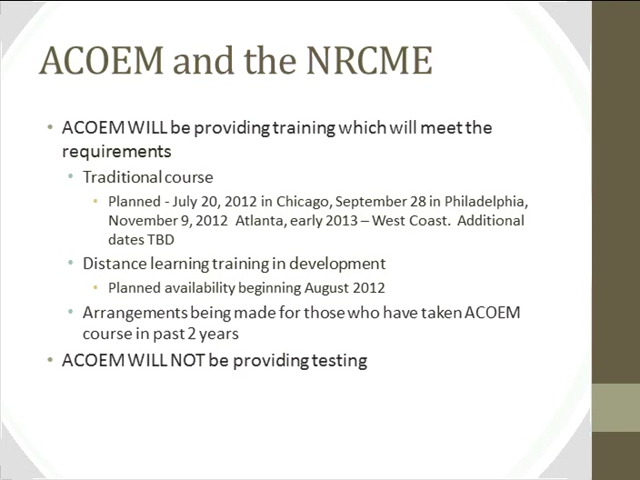 ACOEM and the NRCME
• ACOEM WILL be providing training which will meet the
requirements
• Traditional course
• Planned - July 20, 2012 in Chicago, September 28 in Philadelphia,
November 9, 2012 Atlanta, early 2013 – West Coast. Additional
dates TBD
• Distance learning training in development
• Planned availability beginning August 2012
• Arrangements being made for those who have taken ACOEM
course in past 2 years
• ACOEM WILL NOT be providing testing